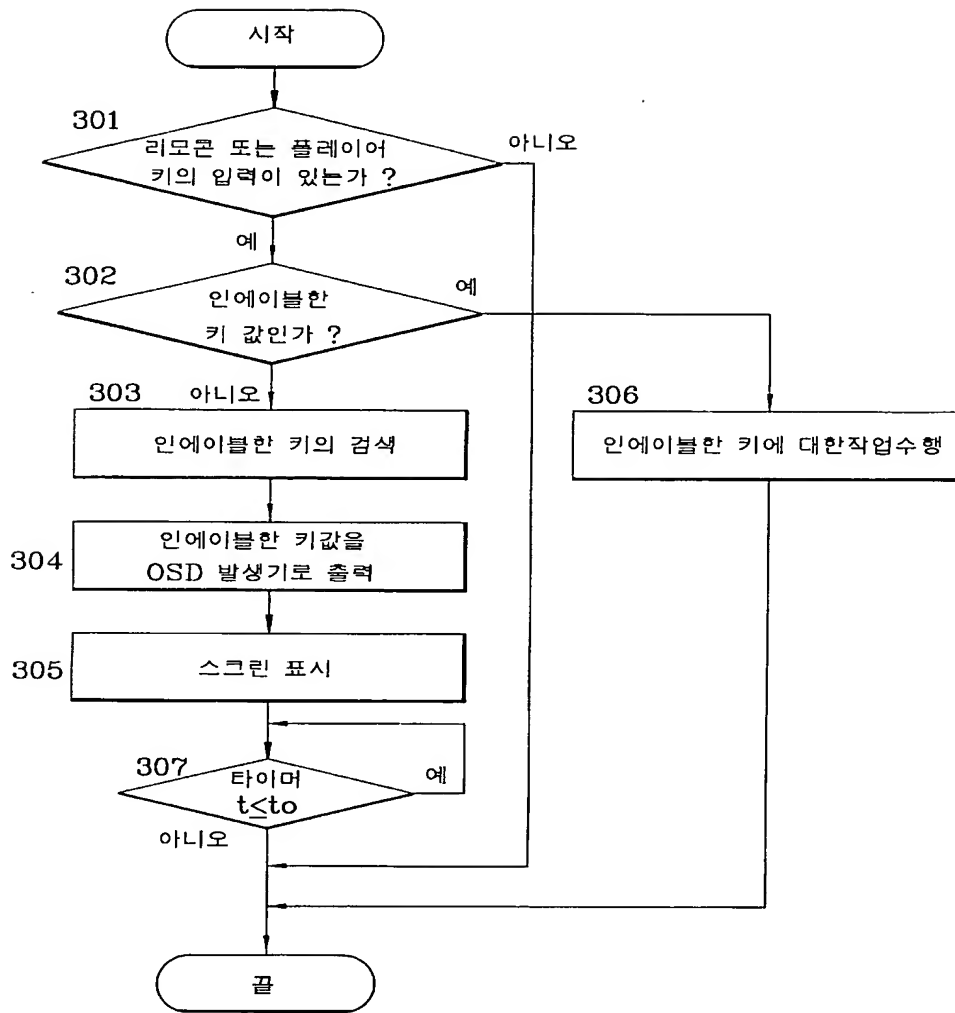 시작
301
리모콘 또는 플레이어
키의 입력이 있는가 ?
아니오
예
302
인에이블한
키 값인가 ?
예
303
아니오
인에이블한 키의 검색
306
인에이블한 키에 대한작업수행
304
인에이블한 키값을
OSD 발생기로 출력
305
스크린 표시
307
타이머
t≤to
예
아니오
끝